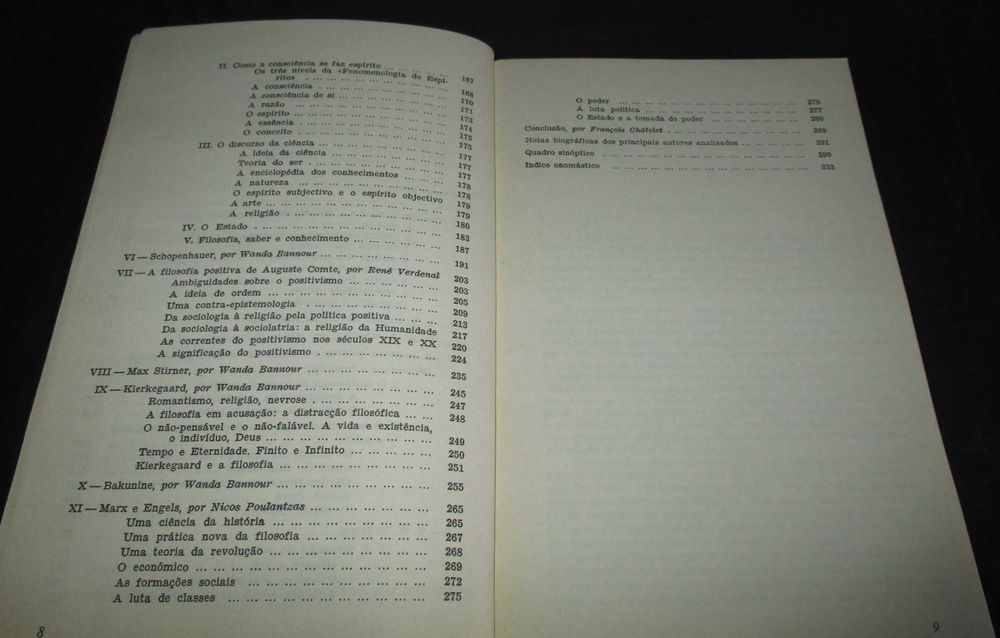 II. Como a consciência se faz espírito ... ... ... ... ... ... 167
Os três níveis da «Fenomenologia do Espí-
rito» . ... ... ... ... ... ... ... ... ... 168
A consciência ... ... ... ... ... ... ... ... ... 170
A consciência de si ... ... ... ... ... ... ... 171
A razão ... ... ... ... ... ... ... ... ... 173
O espírito ... ... ... ... ... ... ... ... ... 174
A essência ... ... ... ... ... ... ... ... ... 175
O conceito . ... ... ... ... ... ... ... ... ... 175
III. O discurso da ciência ... ... ... ... ... ... ... 177
A ideia da ciência ... ... ... ... ... ... ... 177
Teoria do ser . ... ... ... ... ... ... ... ... 177
A enciclopédia dos conhecimentos ... ... ... ... 178
A natureza ... ... ... ... ... ... ... ... ... 178
O espírito subjectivo e o espírito objectivo 179
A arte ... ... ... ... ... ... ... ... ... 179
A religião . ... ... ... ... ... ... ... ... ... 180
IV. O Estado . ... ... ... ... ... ... ... ... ... 183
V. Filosofia, saber e conhecimento ... ... ... ... 187
VI — Schopenhauer, por Wanda Bannour ... ... ... ... ... 191
VII — A filosofia positiva de Auguste Comte, por René Verdenal 203
Ambiguidades sobre o positivismo ... ... ... ... 203
A ideia de ordem ... ... ... ... ... ... ... ... 205
Uma contra-epistemologia . ... ... ... ... ... ... 209
Da sociologia à religião pela política positiva ... ... ... 213
Da sociologia à sociolatria: a religião da Humanidade 217
As correntes do positivismo nos séculos XIX e XX 220
A significação do positivismo . ... ... ... ... ... ... 224
VIII — Max Stirner, por Wanda Bannour ... ... ... ... ... ... 235
IX — Kierkegaard, por Wanda Bannour ... ... ... ... ... ... 245
Romantismo, religião, nevrose . ... ... ... ... ... 247
A filosofia em acusação: a distracção filosófica ... ... 248
O não-pensável e o não-falável. A vida e existência,
o indivíduo, Deus ... ... ... ... ... ... ... ... 249
Tempo e Eternidade. Finito e Infinito ... ... ... ... 250
Kierkegaard e a filosofia ... ... ... ... ... ... ... 251
X — Bakunine, por Wanda Bannour ... ... ... ... ... ... ... 255
XI — Marx e Engels, por Nicos Poulantzas ... ... ... ... ... ... 265
Uma ciência da história ... ... ... ... ... ... ... 265
Uma prática nova da filosofia ... ... ... ... ... ... 267
Uma teoria da revolução ... ... ... ... ... ... ... 268
O económico ... ... ... ... ... ... ... ... ... 269
As formações sociais ... ... ... ... ... ... ... ... 272
A luta de classes ... ... ... ... ... ... ... ... 275
8
O poder ... ... ... ... ... ... ... ... ... ... 276
A luta política ... ... ... ... ... ... ... ... ... 277
O Estado e a tomada do poder ... ... ... ... ... 280
Conclusão, por François Châtelet . ... ... ... ... ... ... ... 289
Notas biográficas dos principais autores analisados ... ... ... ... 291
Quadro sinóptico . ... ... ... ... ... ... ... ... ... 299
Índice onomástico ... ... ... ... ... ... ... ... ... 333
9